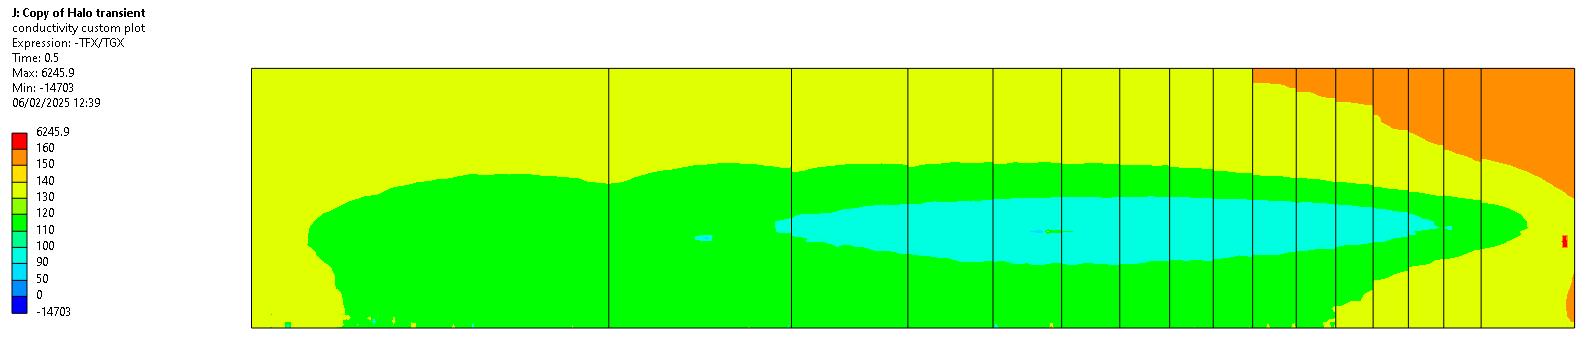 J: Copy of Halo transient
conductivity custom plot
Expression: -TFX/TGX
Time: 0.5
Max: 6245.9
Min: -14703
06/02/2025 12:39
6245.9
160
150
140
130
120
110
100
90
50
0
-14703